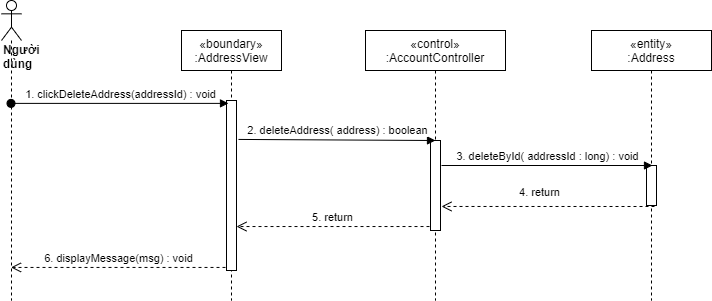 Người
dùng
«boundary»
:AddressView
«control»
:AccountController
«entity»
:Address
1. clickDeleteAddress(addressId) : void
2. deleteAddress( address) : boolean
3. deleteById( addressId : long) : void
4. return
5. return
6. displayMessage(msg) : void